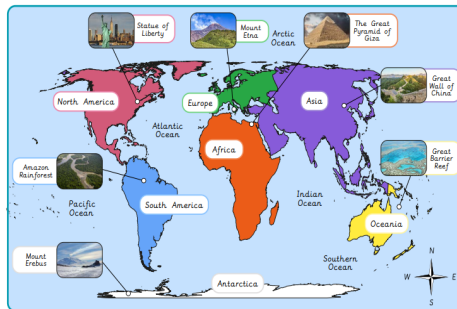 Statue of
Liberty
Mount
Etna
Arctic
Ocean
The Great
Pyramid of
Giza
North America
Europe
Asia
Great
Wall of
China
Atlantic
Ocean
Africa
Great
Barrier
Reef
Amazon
Rainforest
Pacific
Ocean
South America
Indian
Ocean
Oceania
Mount
Erebus
Southern
Ocean
Antarctica
N
W
E
S